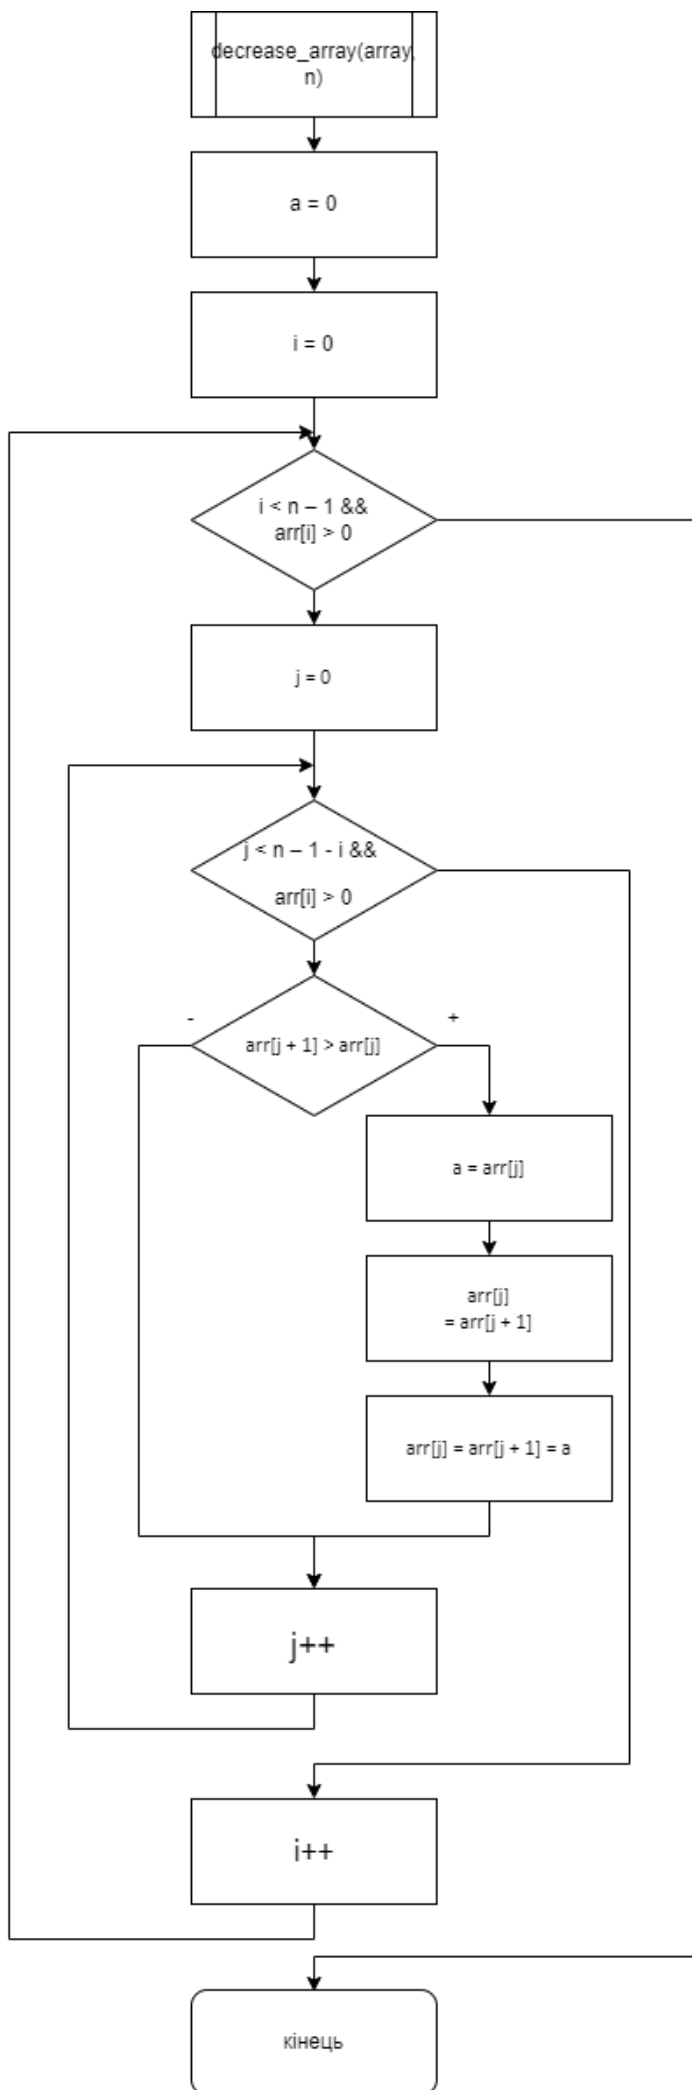 decrease_array(array,
n)
a = 0
i = 0
i < n – 1 &&
arr[i] > 0
j = 0
j < n – 1 - i &&
arr[i] > 0
-
+
arr[j + 1] > arr[j]
a = arr[j]
arr[j]
= arr[j + 1]
arr[j] = arr[j + 1] = a
j++
i++
кінець